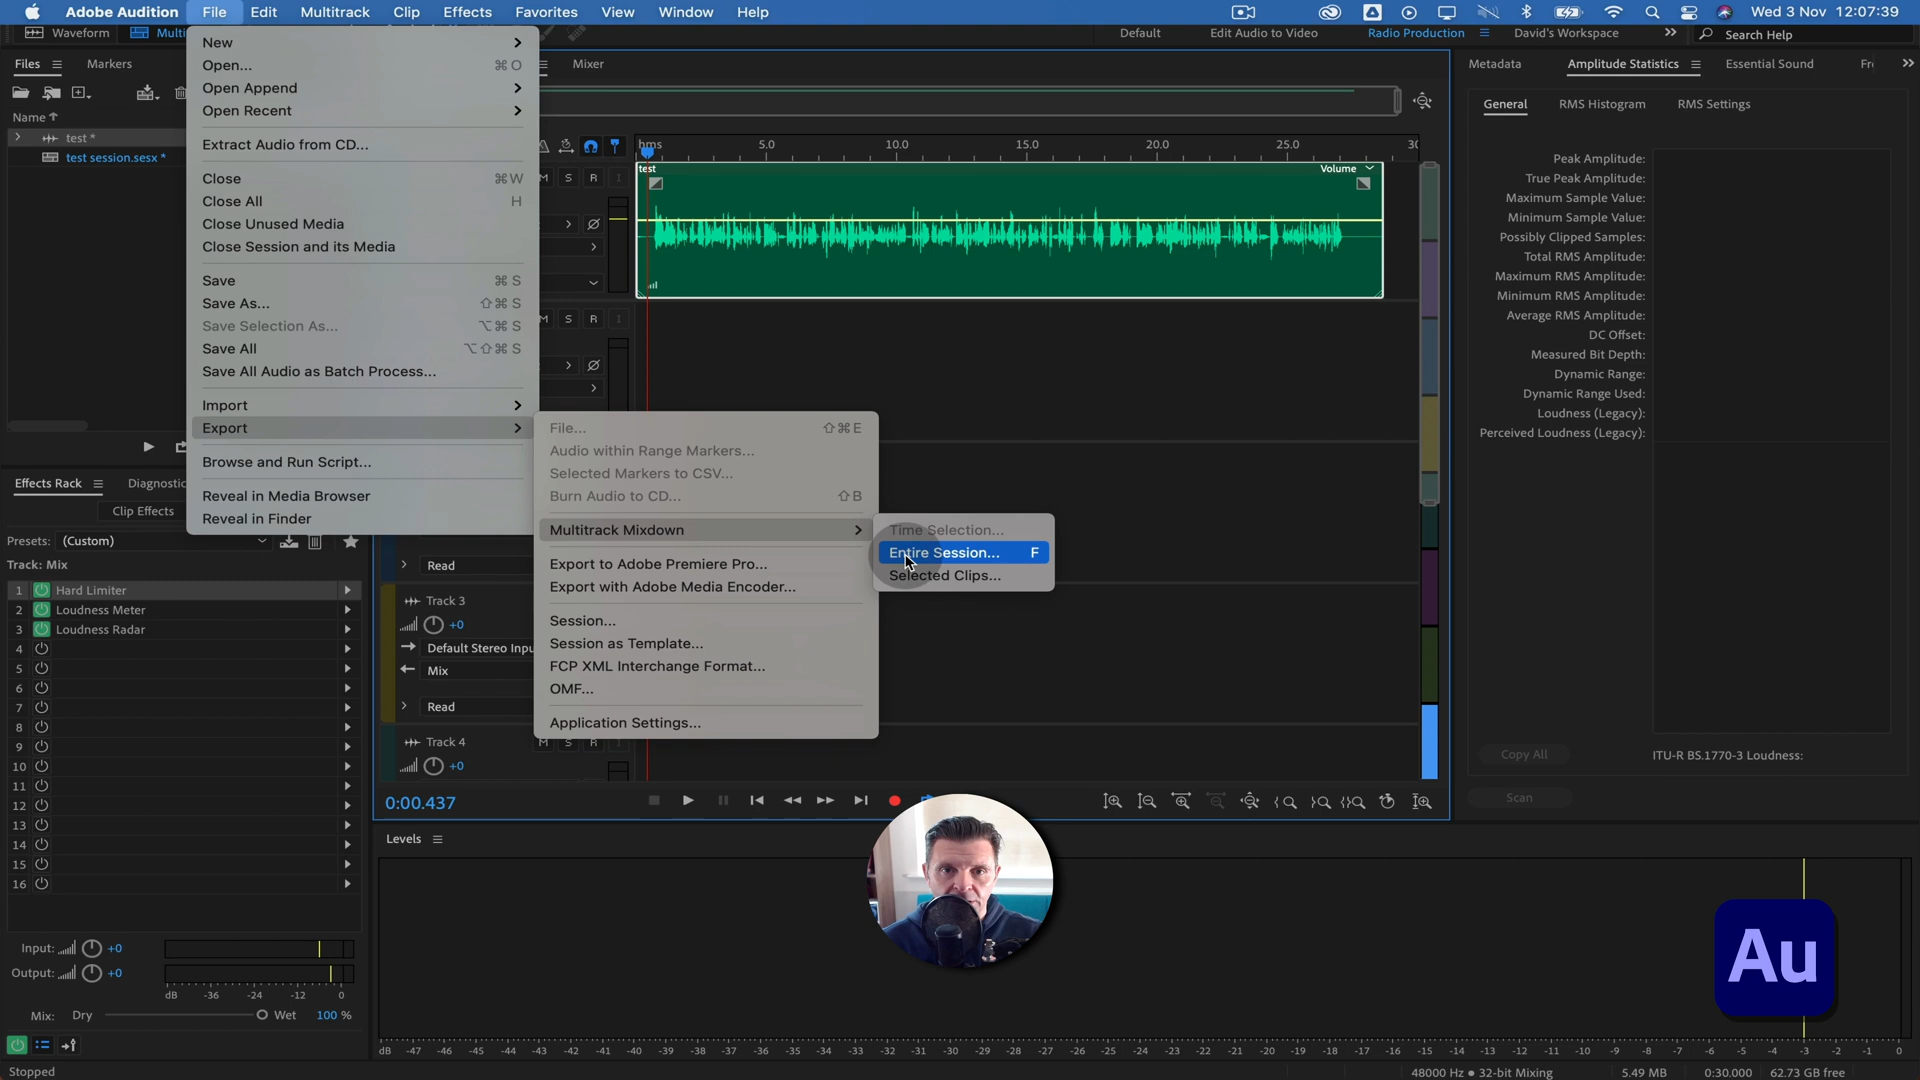 Adobe Audition File Edit Multitrack Clip Effects Favorites View Window Help Wed 3 Nov 12:07:39
Waveform Multi Default Edit Audio to Video Radio Production David's Workspace Search Help
Files Markers
Mixer
Metadata Amplitude Statistics Essential Sound Fr
General RMS Histogram RMS Settings
Name
test *
test session.sesx *
New
Open... ⌘ O
Open Append
Open Recent
Extract Audio from CD...
Close ⌘ W
Close All H
Close Unused Media
Close Session and its Media
Save ⌘ S
Save As... ⇧⌘ S
Save Selection As... ⌥⌘ S
Save All ⌥⇧⌘ S
Save All Audio as Batch Process...
Import
Export
Browse and Run Script...
Reveal in Media Browser
Reveal in Finder
File... ⇧⌘ E
Audio within Range Markers...
Selected Markers to CSV...
Burn Audio to CD... ⇧ B
Multitrack Mixdown
Export to Adobe Premiere Pro...
Export with Adobe Media Encoder...
Session...
Session as Template...
FCP XML Interchange Format...
OMF...
Application Settings...
Time Selection...
Entire Session... F
Selected Clips...
hms 5.0 10.0 15.0 20.0 25.0
test Volume
M S R I
M S R I
Read
Track 3
+0
Default Stereo Inpu
Mix
Read
Track 4 M S R I
+0
0:00.437
Peak Amplitude:
True Peak Amplitude:
Maximum Sample Value:
Minimum Sample Value:
Possibly Clipped Samples:
Total RMS Amplitude:
Maximum RMS Amplitude:
Minimum RMS Amplitude:
Average RMS Amplitude:
DC Offset:
Measured Bit Depth:
Dynamic Range:
Dynamic Range Used:
Loudness (Legacy):
Perceived Loudness (Legacy):
Copy All ITU-R BS.1770-3 Loudness:
Scan
Effects Rack Diagnostic
Clip Effects
Presets: (Custom)
Track: Mix
1 Hard Limiter
2 Loudness Meter
3 Loudness Radar
4
5
6
7
8
9
10
11
12
13
14
15
16
Input: +0
Output: +0
dB -36 -24 -12 0
Mix: Dry Wet 100 %
Levels
Au
dB -47 -46 -45 -44 -43 -42 -41 -40 -39 -38 -37 -36 -35 -34 -33 -32 -31 -30 -29 -28 -27 -26 -25 -24 -23 -22 -21 -20 -19 -18 -17 -16 -15 -14 -13 -12 -11 -10 -9 -8 -7 -6 -5 -4 -3 -2 -1 0
Stopped 48000 Hz ● 32-bit Mixing 5.49 MB 0:30.000 62.73 GB free